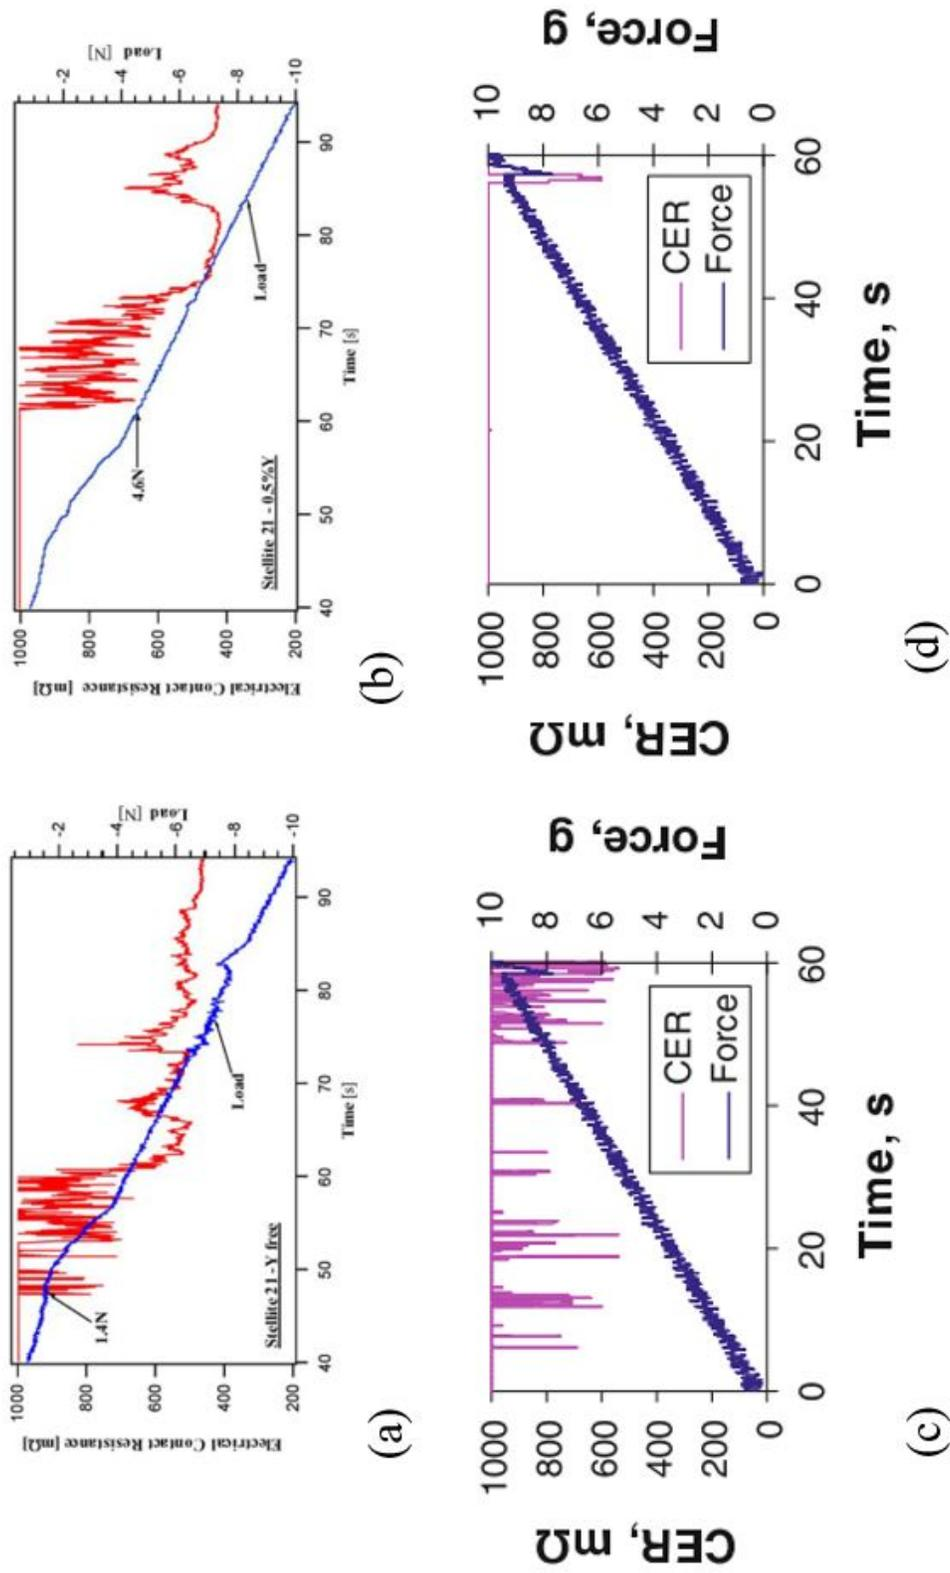 Electrical Contact Resistance [mΩ]
1000
800
600
400
200
Load [N]
-2
-4
-6
-8
-10
1.4N
Load
Stellite 21 - Y free
40
50
60
70
80
90
Time [s]
(a)
Electrical Contact Resistance [mΩ]
1000
800
600
400
200
Load [N]
-2
-4
-6
-8
-10
4.6N
Load
Stellite 21 - 0.5%Y
40
50
60
70
80
90
Time [s]
(b)
CER, mΩ
1000
800
600
400
200
0
Force, g
10
8
6
4
2
0
CER
Force
0
20
40
60
Time, s
(c)
CER, mΩ
1000
800
600
400
200
0
Force, g
10
8
6
4
2
0
CER
Force
0
20
40
60
Time, s
(d)